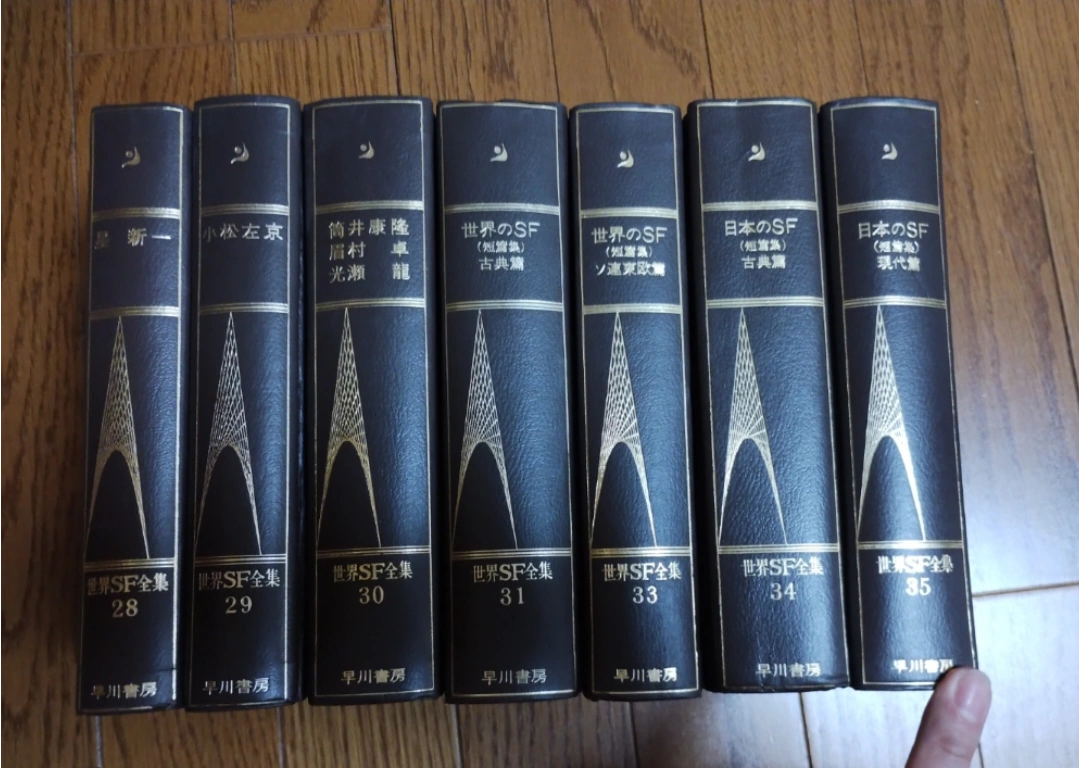 星 新一
世界SF全集
28
早川書房
小松左京
世界SF全集
29
早川書房
筒井康隆
眉村 卓
光瀬 龍
世界SF全集
30
早川書房
世界のSF
(短篇集)
古典篇
世界SF全集
31
早川書房
世界のSF
(短篇集)
ソ連東欧篇
世界SF全集
33
早川書房
日本のSF
(短篇集)
古典篇
世界SF全集
34
早川書房
日本のSF
(短篇集)
現代篇
世界SF全集
35
早川書房